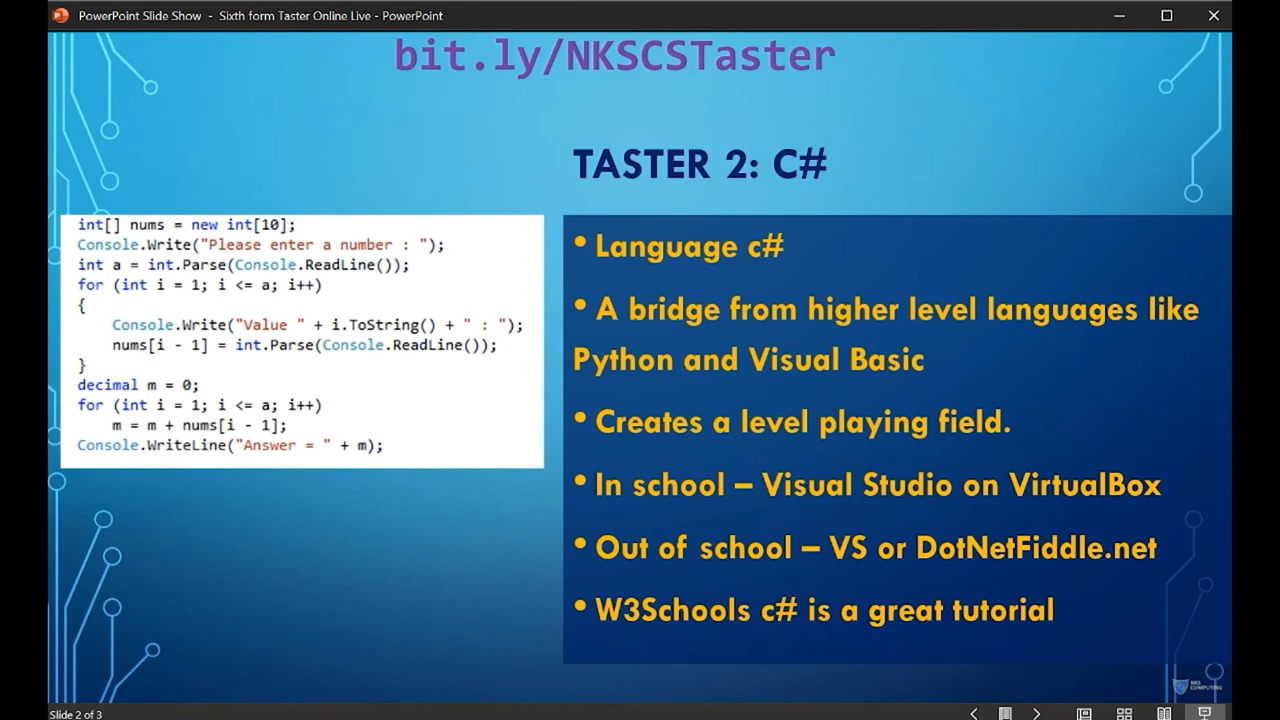 PowerPoint Slide Show - Sixth form Taster Online Live - PowerPoint
bit.ly/NKSCSTaster
TASTER 2: C#
int[] nums = new int[10];
Console.Write("Please enter a number : ");
int a = int.Parse(Console.ReadLine());
for (int i = 1; i <= a; i++)
{
    Console.Write("Value " + i.ToString() + " : ");
    nums[i - 1] = int.Parse(Console.ReadLine());
}
decimal m = 0;
for (int i = 1; i <= a; i++)
    m = m + nums[i - 1];
Console.WriteLine("Answer = " + m);
• Language c#
• A bridge from higher level languages like
Python and Visual Basic
• Creates a level playing field.
• In school – Visual Studio on VirtualBox
• Out of school – VS or DotNetFiddle.net
• W3Schools c# is a great tutorial
NKS
COMPUTING
Slide 2 of 3